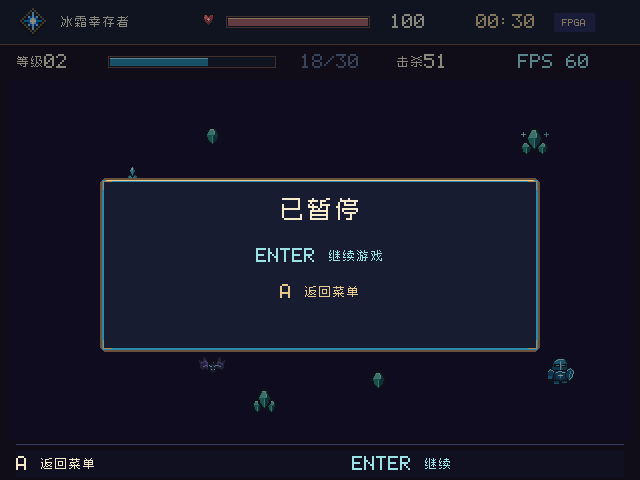 冰霜幸存者 100 00:30 FPGA
等级02 18/30 击杀51 FPS 60
已暂停
ENTER 继续游戏
A 返回菜单
A 返回菜单 ENTER 继续